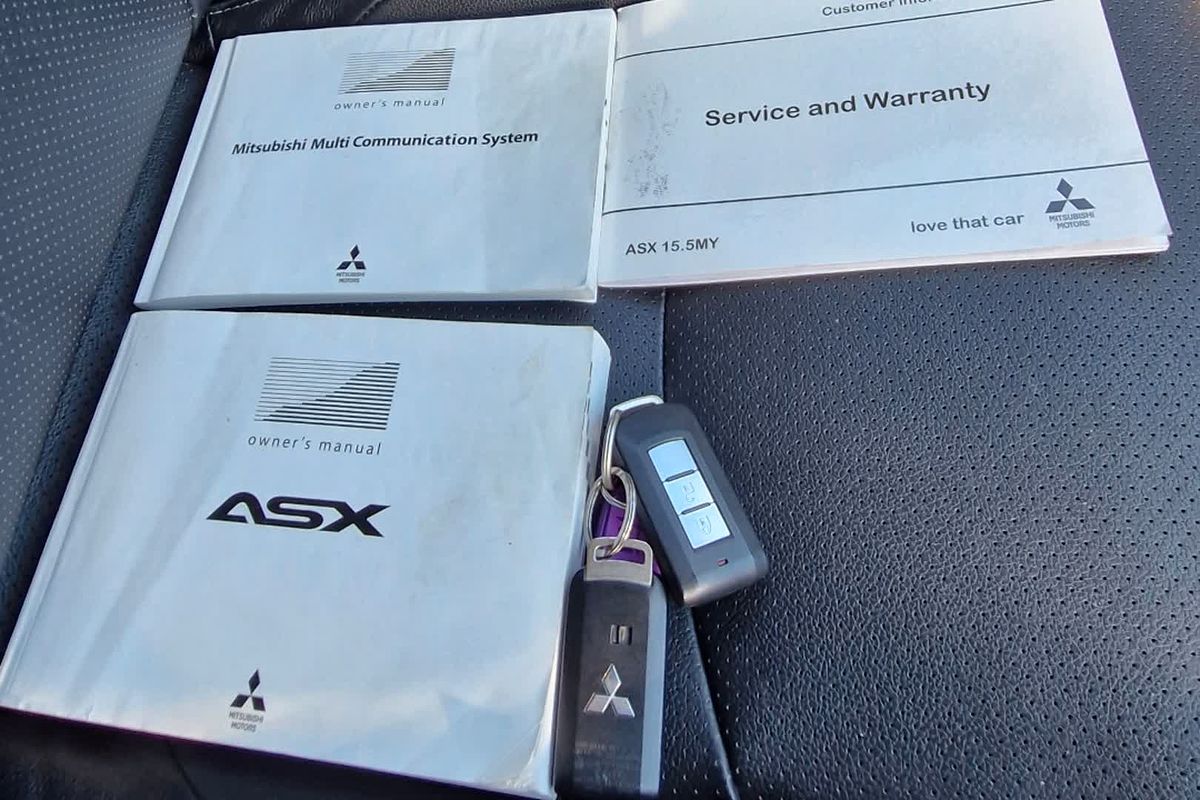 owner's manual
Mitsubishi Multi Communication System
MITSUBISHI
MOTORS
Customer
Service and Warranty
ASX 15.5MY
love that car
MITSUBISHI
MOTORS
owner's manual
ASX
MITSUBISHI
MOTORS